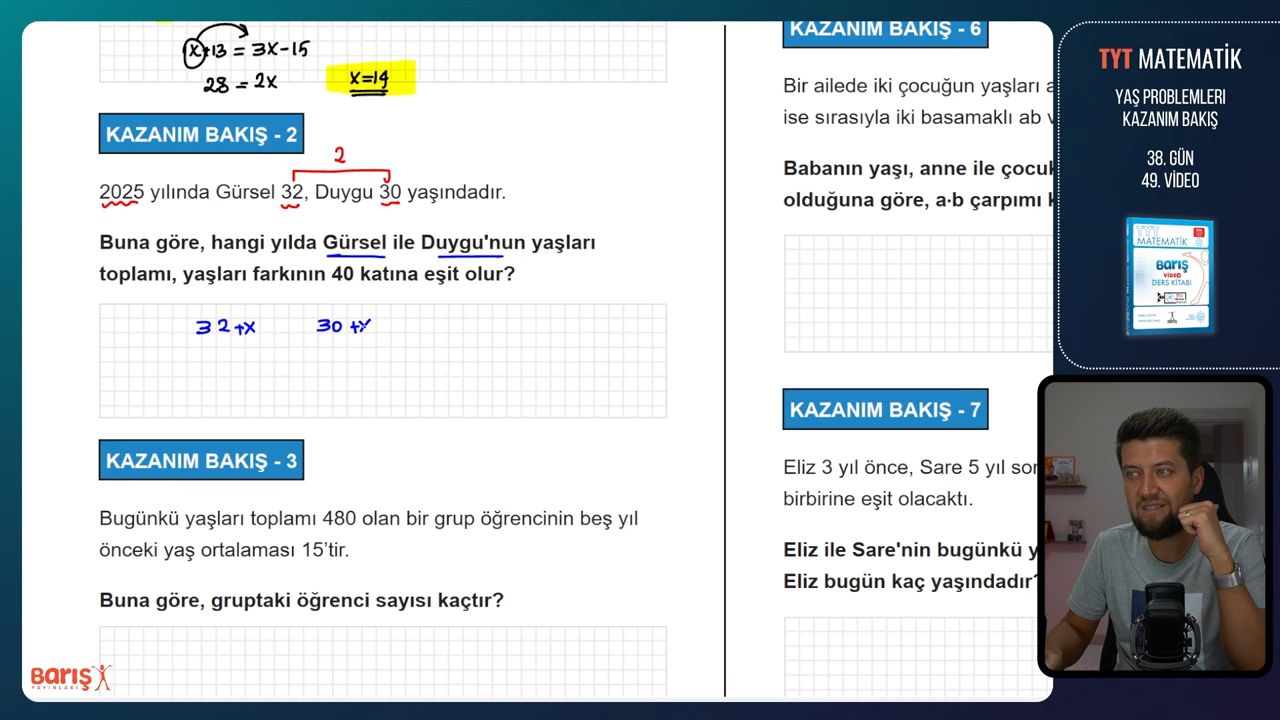 x+13 = 3x-15
28 = 2x
x=14
KAZANIM BAKIŞ - 2
2
2025 yılında Gürsel 32, Duygu 30 yaşındadır.
Buna göre, hangi yılda Gürsel ile Duygu'nun yaşları
toplamı, yaşları farkının 40 katına eşit olur?
32+x 30+x
KAZANIM BAKIŞ - 3
Bugünkü yaşları toplamı 480 olan bir grup öğrencinin beş yıl
önceki yaş ortalaması 15'tir.
Buna göre, gruptaki öğrenci sayısı kaçtır?
BARIŞ
YAYINLARI
KAZANIM BAKIŞ - 6
Bir ailede iki çocuğun yaşları
ise sırasıyla iki basamaklı ab
Babanın yaşı, anne ile
olduğuna göre, a·b çarpımı
KAZANIM BAKIŞ - 7
Eliz 3 yıl önce, Sare 5 yıl
birbirine eşit olacaktı.
Eliz ile Sare'nin bugünkü
Eliz bugün kaç yaşındadır?
TYT MATEMATİK
YAŞ PROBLEMLERI
KAZANIM BAKIŞ
38. GÜN
49. VİDEO
TYT
MATEMATİK
BARIŞ
VİDEO
DERS KİTABI